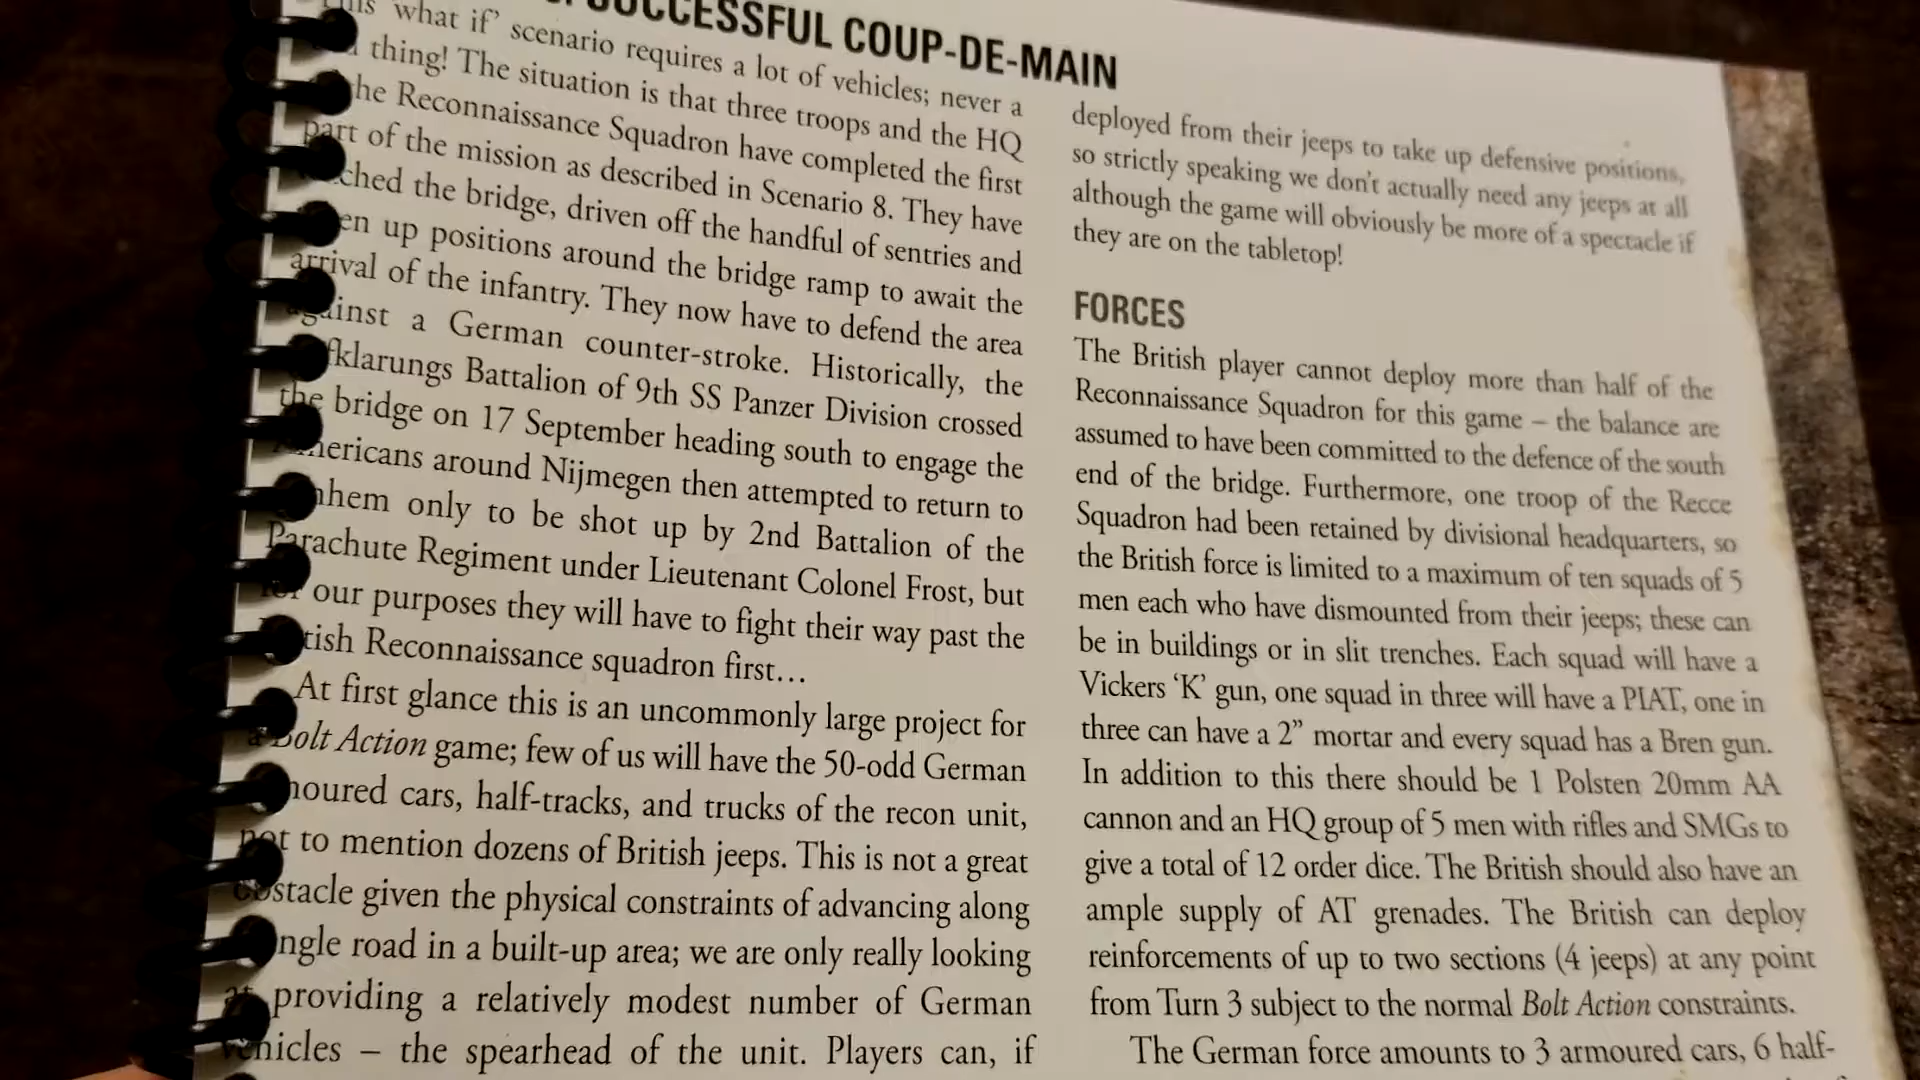 SUCCESSFUL COUP-DE-MAIN
'what if' scenario requires a lot of vehicles; never a
thing! The situation is that three troops and the HQ
the Reconnaissance Squadron have completed the first
part of the mission as described in Scenario 8. They have
the bridge, driven off the handful of sentries and
up positions around the bridge ramp to await the
arrival of the infantry. They now have to defend the area
against a German counter-stroke. Historically, the
Battalion of 9th SS Panzer Division crossed
the bridge on 17 September heading south to engage the
Americans around Nijmegen then attempted to return to
only to be shot up by 2nd Battalion of the
Parachute Regiment under Lieutenant Colonel Frost, but
our purposes they will have to fight their way past the
Reconnaissance squadron first...
At first glance this is an uncommonly large project for
a Bolt Action game; few of us will have the 50-odd German
cars, half-tracks, and trucks of the recon unit,
not to mention dozens of British jeeps. This is not a great
obstacle given the physical constraints of advancing along
road in a built-up area; we are only really looking
at providing a relatively modest number of German
vehicles – the spearhead of the unit. Players can, if
deployed from their jeeps to take up defensive positions,
so strictly speaking we don't actually need any jeeps at all
although the game will obviously be more of a spectacle if
they are on the tabletop!
FORCES
The British player cannot deploy more than half of the
Reconnaissance Squadron for this game – the balance are
assumed to have been committed to the defence of the south
end of the bridge. Furthermore, one troop of the Recce
Squadron had been retained by divisional headquarters, so
the British force is limited to a maximum of ten squads of 5
men each who have dismounted from their jeeps; these can
be in buildings or in slit trenches. Each squad will have a
Vickers 'K' gun, one squad in three will have a PIAT, one in
three can have a 2” mortar and every squad has a Bren gun.
In addition to this there should be 1 Polsten 20mm AA
cannon and an HQ group of 5 men with rifles and SMGs to
give a total of 12 order dice. The British should also have an
ample supply of AT grenades. The British can deploy
reinforcements of up to two sections (4 jeeps) at any point
from Turn 3 subject to the normal Bolt Action constraints.
The German force amounts to 3 armoured cars, 6 half-